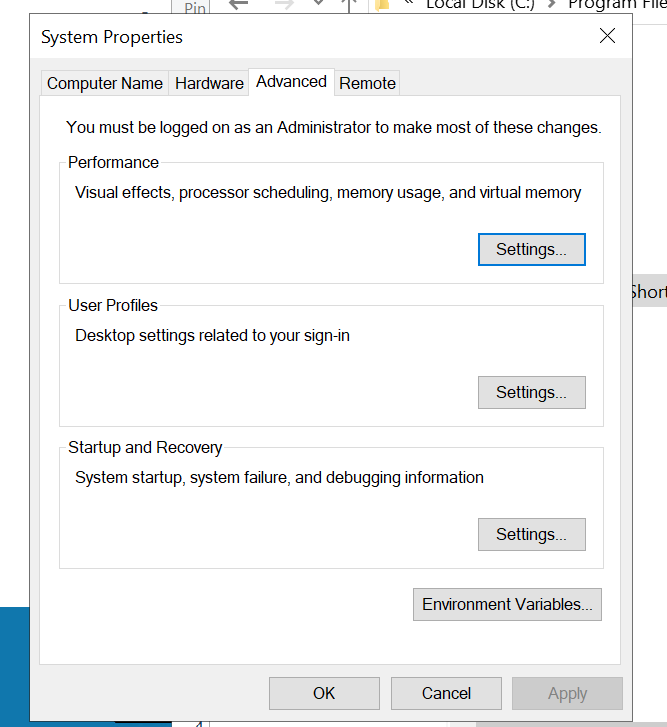 Pin
Local Disk (C:)
System Properties
Computer Name
Hardware
Advanced
Remote
You must be logged on as an Administrator to make most of these changes.
Performance
Visual effects, processor scheduling, memory usage, and virtual memory
Settings...
User Profiles
Desktop settings related to your sign-in
Settings...
Startup and Recovery
System startup, system failure, and debugging information
Settings...
Environment Variables...
OK
Cancel
Apply